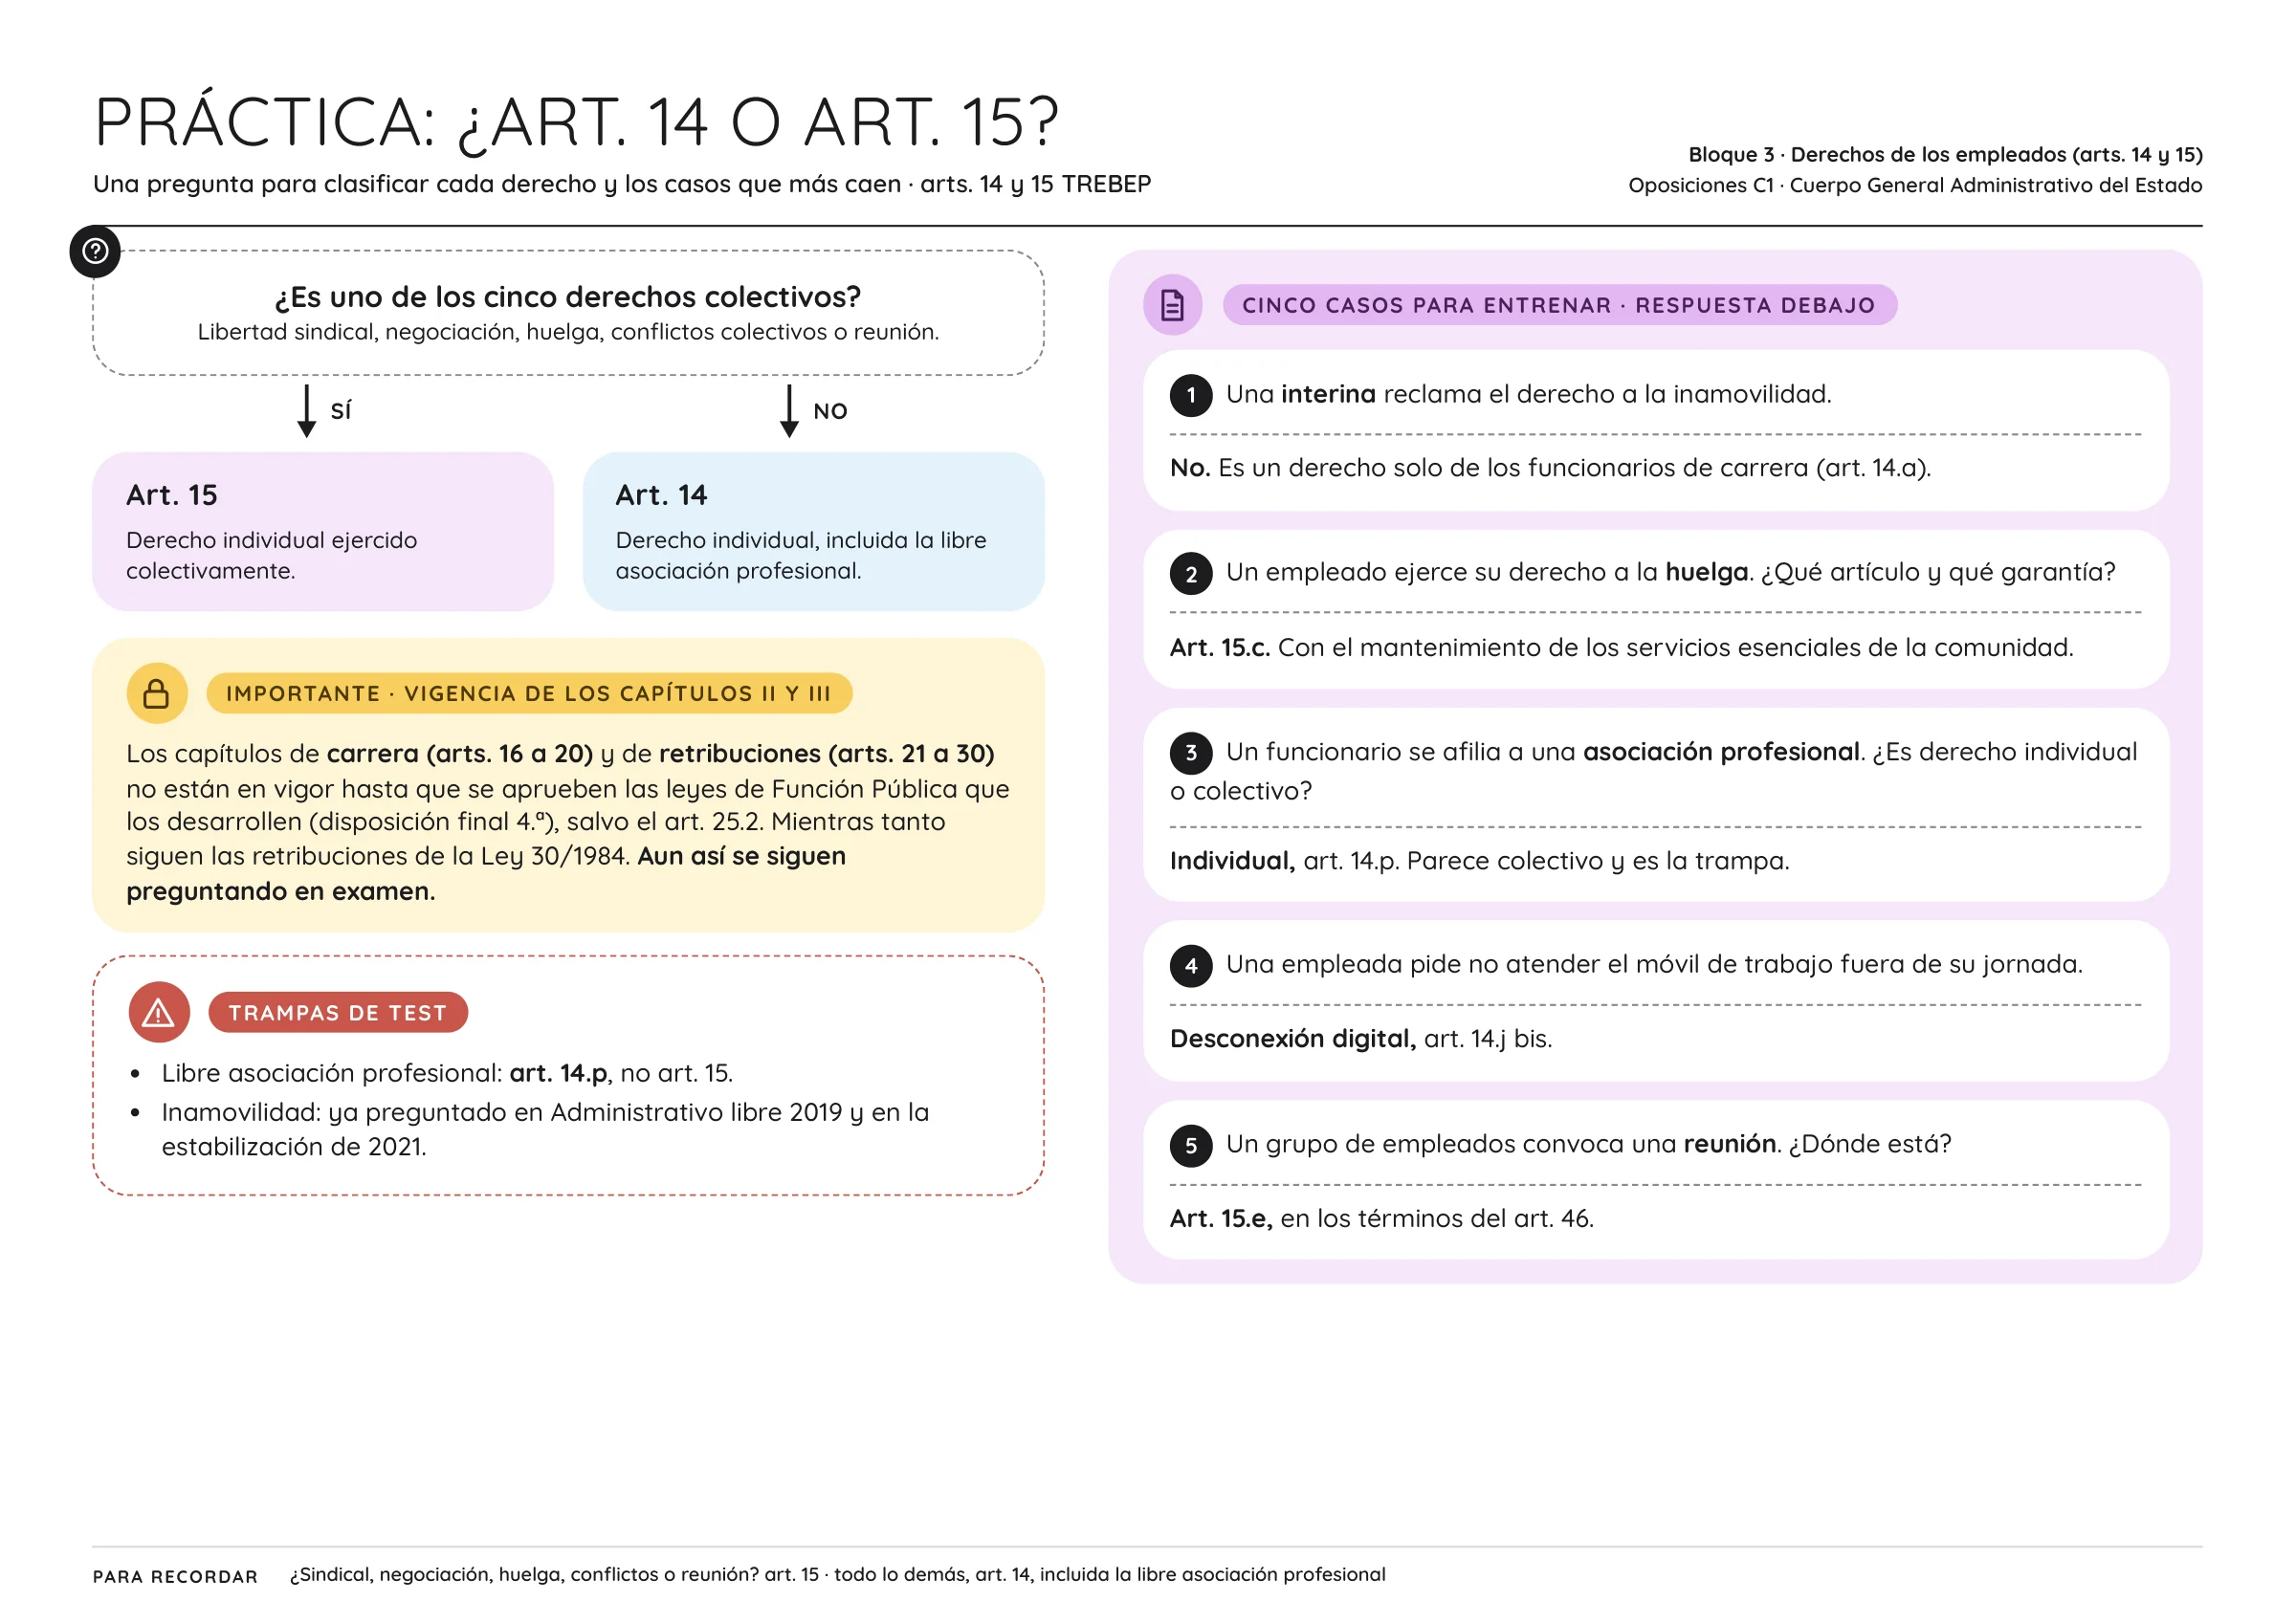 PRÁCTICA: ¿ART. 14 O ART. 15?
Una pregunta para clasificar cada derecho y los casos que más caen · arts. 14 y 15 TREBEP
Bloque 3 · Derechos de los empleados (arts. 14 y 15)
Oposiciones C1 · Cuerpo General Administrativo del Estado
¿Es uno de los cinco derechos colectivos?
Libertad sindical, negociación, huelga, conflictos colectivos o reunión.
SÍ
NO
Art. 15
Derecho individual ejercido
colectivamente.
Art. 14
Derecho individual, incluida la libre
asociación profesional.
IMPORTANTE · VIGENCIA DE LOS CAPÍTULOS II Y III
Los capítulos de carrera (arts. 16 a 20) y de retribuciones (arts. 21 a 30)
no están en vigor hasta que se aprueben las leyes de Función Pública que
los desarrollen (disposición final 4.ª), salvo el art. 25.2. Mientras tanto
siguen las retribuciones de la Ley 30/1984. Aun así se siguen
preguntando en examen.
TRAMPAS DE TEST
• Libre asociación profesional: art. 14.p, no art. 15.
• Inamovilidad: ya preguntado en Administrativo libre 2019 y en la
estabilización de 2021.
CINCO CASOS PARA ENTRENAR · RESPUESTA DEBAJO
1 Una interina reclama el derecho a la inamovilidad.
No. Es un derecho solo de los funcionarios de carrera (art. 14.a).
2 Un empleado ejerce su derecho a la huelga. ¿Qué artículo y qué garantía?
Art. 15.c. Con el mantenimiento de los servicios esenciales de la comunidad.
3 Un funcionario se afilia a una asociación profesional. ¿Es derecho individual
o colectivo?
Individual, art. 14.p. Parece colectivo y es la trampa.
4 Una empleada pide no atender el móvil de trabajo fuera de su jornada.
Desconexión digital, art. 14.j bis.
5 Un grupo de empleados convoca una reunión. ¿Dónde está?
Art. 15.e, en los términos del art. 46.
PARA RECORDAR ¿Sindical, negociación, huelga, conflictos o reunión? art. 15 · todo lo demás, art. 14, incluida la libre asociación profesional